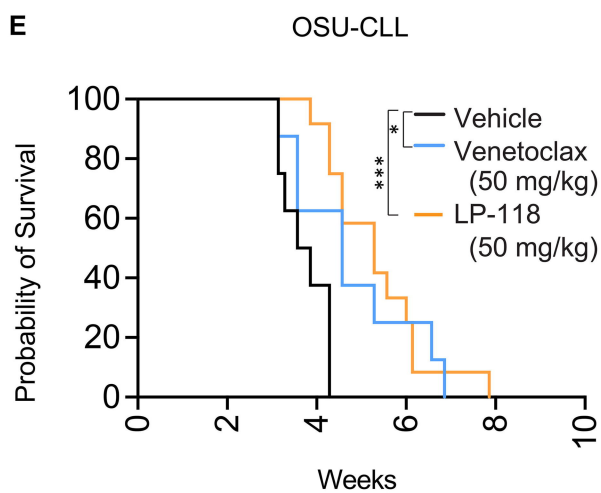 E
OSU-CLL
Probability of Survival
100
80
60
40
20
0
0
2
4
6
8
10
Weeks
*
***
Vehicle
Venetoclax
(50 mg/kg)
LP-118
(50 mg/kg)